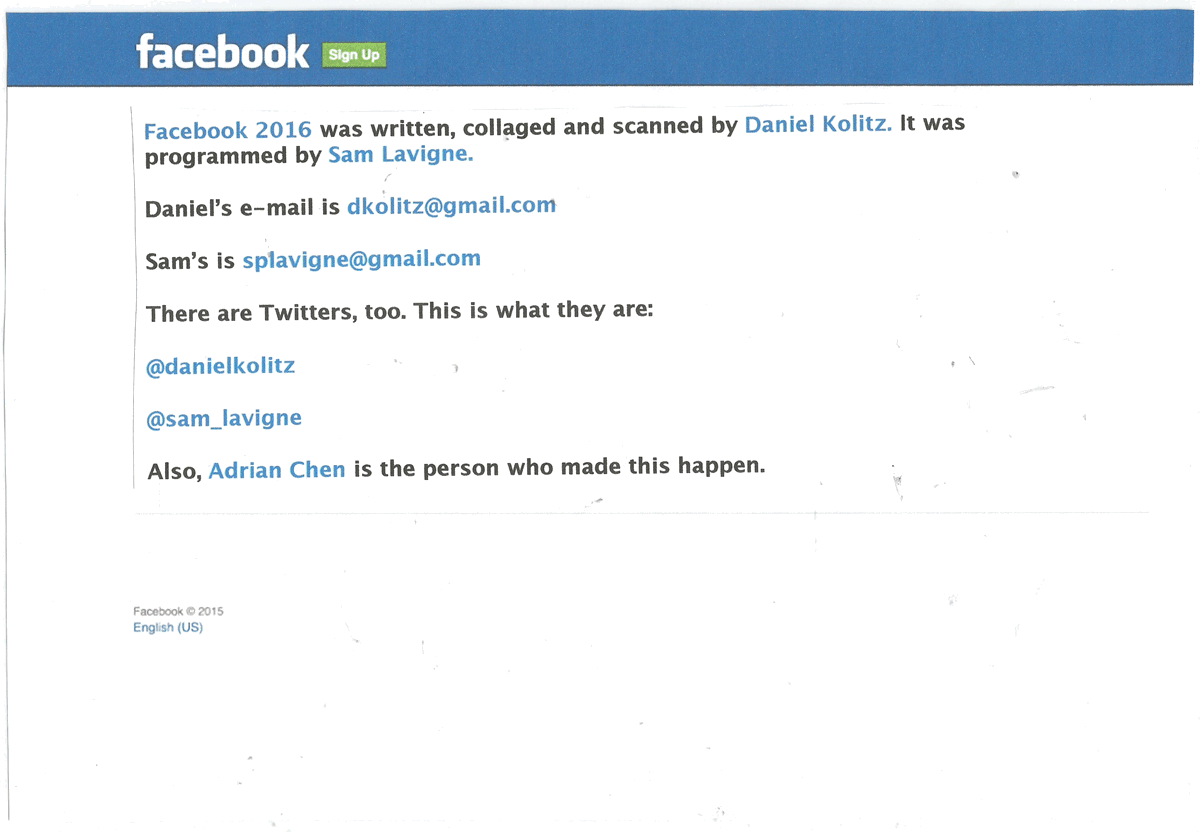 facebook Sign Up
Facebook 2016 was written, collaged and scanned by Daniel Kolitz. It was
programmed by Sam Lavigne.
Daniel's e-mail is dkolitz@gmail.com
Sam's is splavigne@gmail.com
There are Twitters, too. This is what they are:
@danielkolitz
@sam_lavigne
Also, Adrian Chen is the person who made this happen.
Facebook © 2015
English (US)